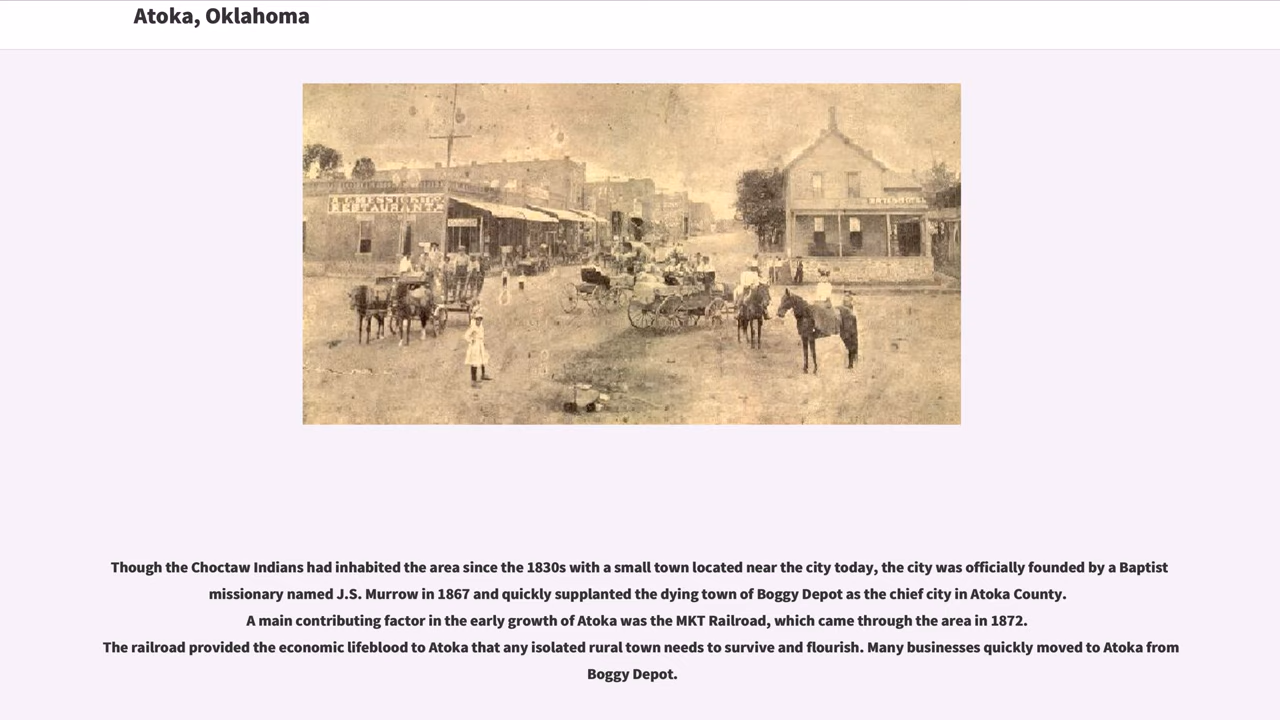 Atoka, Oklahoma
RESTAURANT
Though the Choctaw Indians had inhabited the area since the 1830s with a small town located near the city today, the city was officially founded by a Baptist
missionary named J.S. Murrow in 1867 and quickly supplanted the dying town of Boggy Depot as the chief city in Atoka County.
A main contributing factor in the early growth of Atoka was the MKT Railroad, which came through the area in 1872.
The railroad provided the economic lifeblood to Atoka that any isolated rural town needs to survive and flourish. Many businesses quickly moved to Atoka from
Boggy Depot.